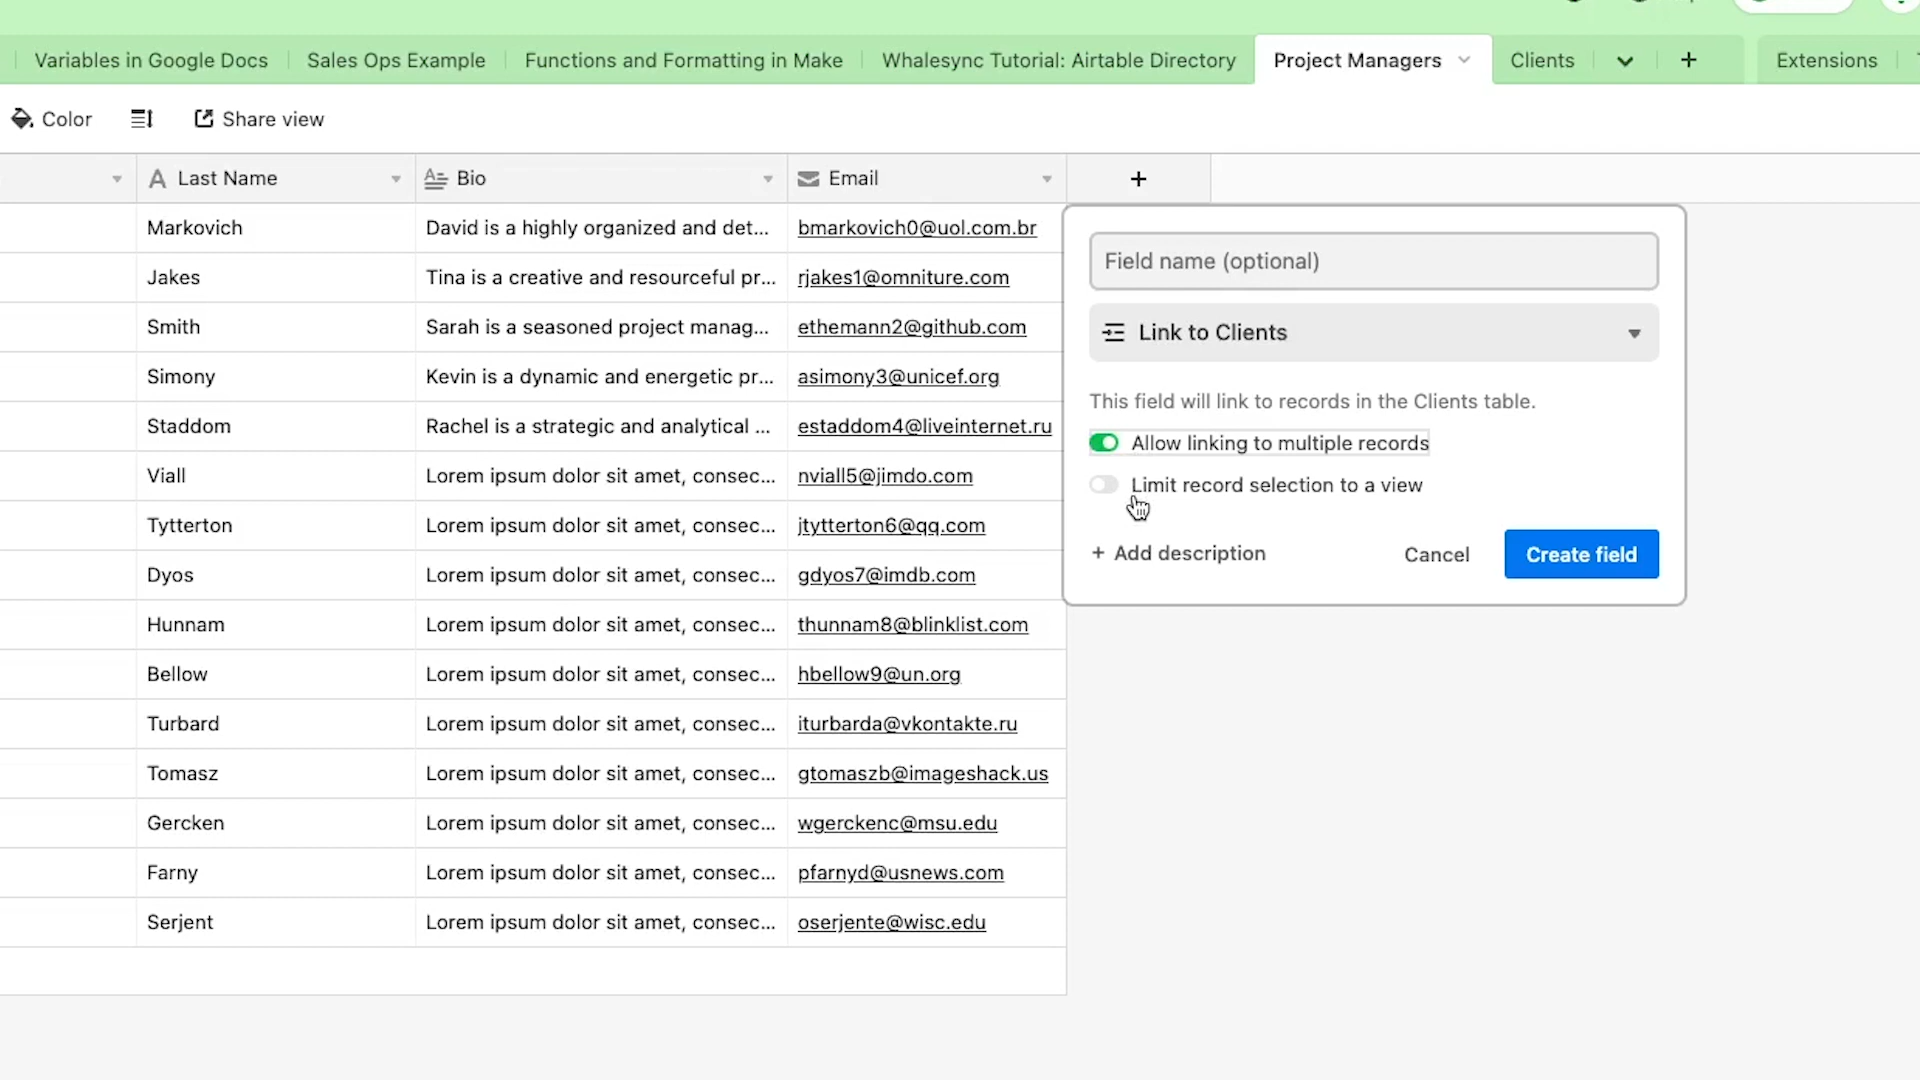 Variables in Google Docs
Sales Ops Example
Functions and Formatting in Make
Whalesync Tutorial: Airtable Directory
Project Managers
Clients
+
Extensions
Color
Share view
Last Name
Bio
Email
+
Markovich
David is a highly organized and det...
bmarkovich0@uol.com.br
Jakes
Tina is a creative and resourceful pr...
rjakes1@omniture.com
Smith
Sarah is a seasoned project manag...
ethemann2@github.com
Simony
Kevin is a dynamic and energetic pr...
asimony3@unicef.org
Staddom
Rachel is a strategic and analytical ...
estaddom4@liveinternet.ru
Viall
Lorem ipsum dolor sit amet, consec...
nviall5@jimdo.com
Tytterton
Lorem ipsum dolor sit amet, consec...
jtytterton6@qq.com
Dyos
Lorem ipsum dolor sit amet, consec...
gdyos7@imdb.com
Hunnam
Lorem ipsum dolor sit amet, consec...
thunnam8@blinklist.com
Bellow
Lorem ipsum dolor sit amet, consec...
hbellow9@un.org
Turbard
Lorem ipsum dolor sit amet, consec...
iturbarda@vkontakte.ru
Tomasz
Lorem ipsum dolor sit amet, consec...
gtomaszb@imageshack.us
Gercken
Lorem ipsum dolor sit amet, consec...
wgerckenc@msu.edu
Farny
Lorem ipsum dolor sit amet, consec...
pfarnyd@usnews.com
Serjent
Lorem ipsum dolor sit amet, consec...
oserjente@wisc.edu
Field name (optional)
Link to Clients
This field will link to records in the Clients table.
Allow linking to multiple records
Limit record selection to a view
+ Add description
Cancel
Create field